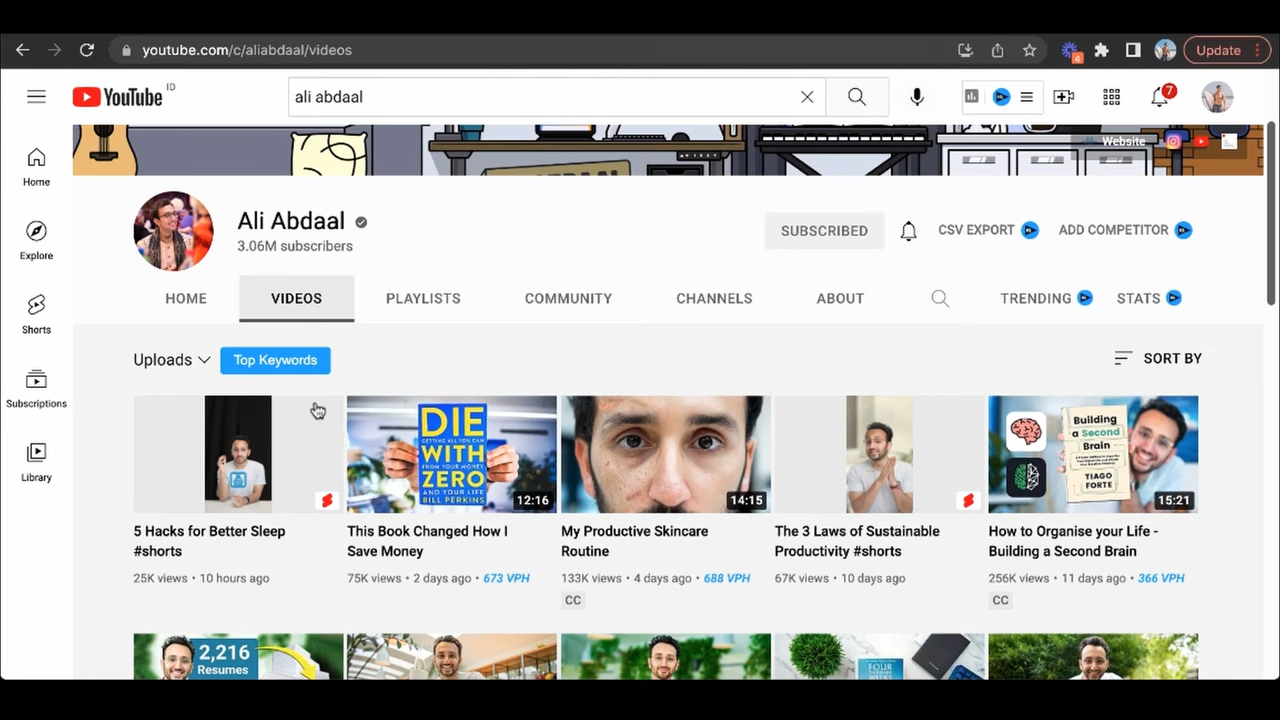 youtube.com/c/aliabdaal/videos
4
Update
YouTube ID
ali abdaal
7
Website
Home
Explore
Shorts
Subscriptions
Library
Ali Abdaal
3.06M subscribers
SUBSCRIBED
CSV EXPORT
ADD COMPETITOR
HOME
VIDEOS
PLAYLISTS
COMMUNITY
CHANNELS
ABOUT
TRENDING
STATS
Uploads
Top Keywords
SORT BY
5 Hacks for Better Sleep
#shorts
25K views • 10 hours ago
DIE
GETTING ALL YOU CAN
WITH
FROM YOUR MONEY
ZERO
AND YOUR LIFE
BILL PERKINS
12:16
This Book Changed How I
Save Money
75K views • 2 days ago • 673 VPH
14:15
My Productive Skincare
Routine
133K views • 4 days ago • 688 VPH
CC
The 3 Laws of Sustainable
Productivity #shorts
67K views • 10 days ago
Building
a Second
Brain
TIAGO
FORTE
15:21
How to Organise your Life -
Building a Second Brain
256K views • 11 days ago • 366 VPH
CC
2,216
Resumes
FOUR